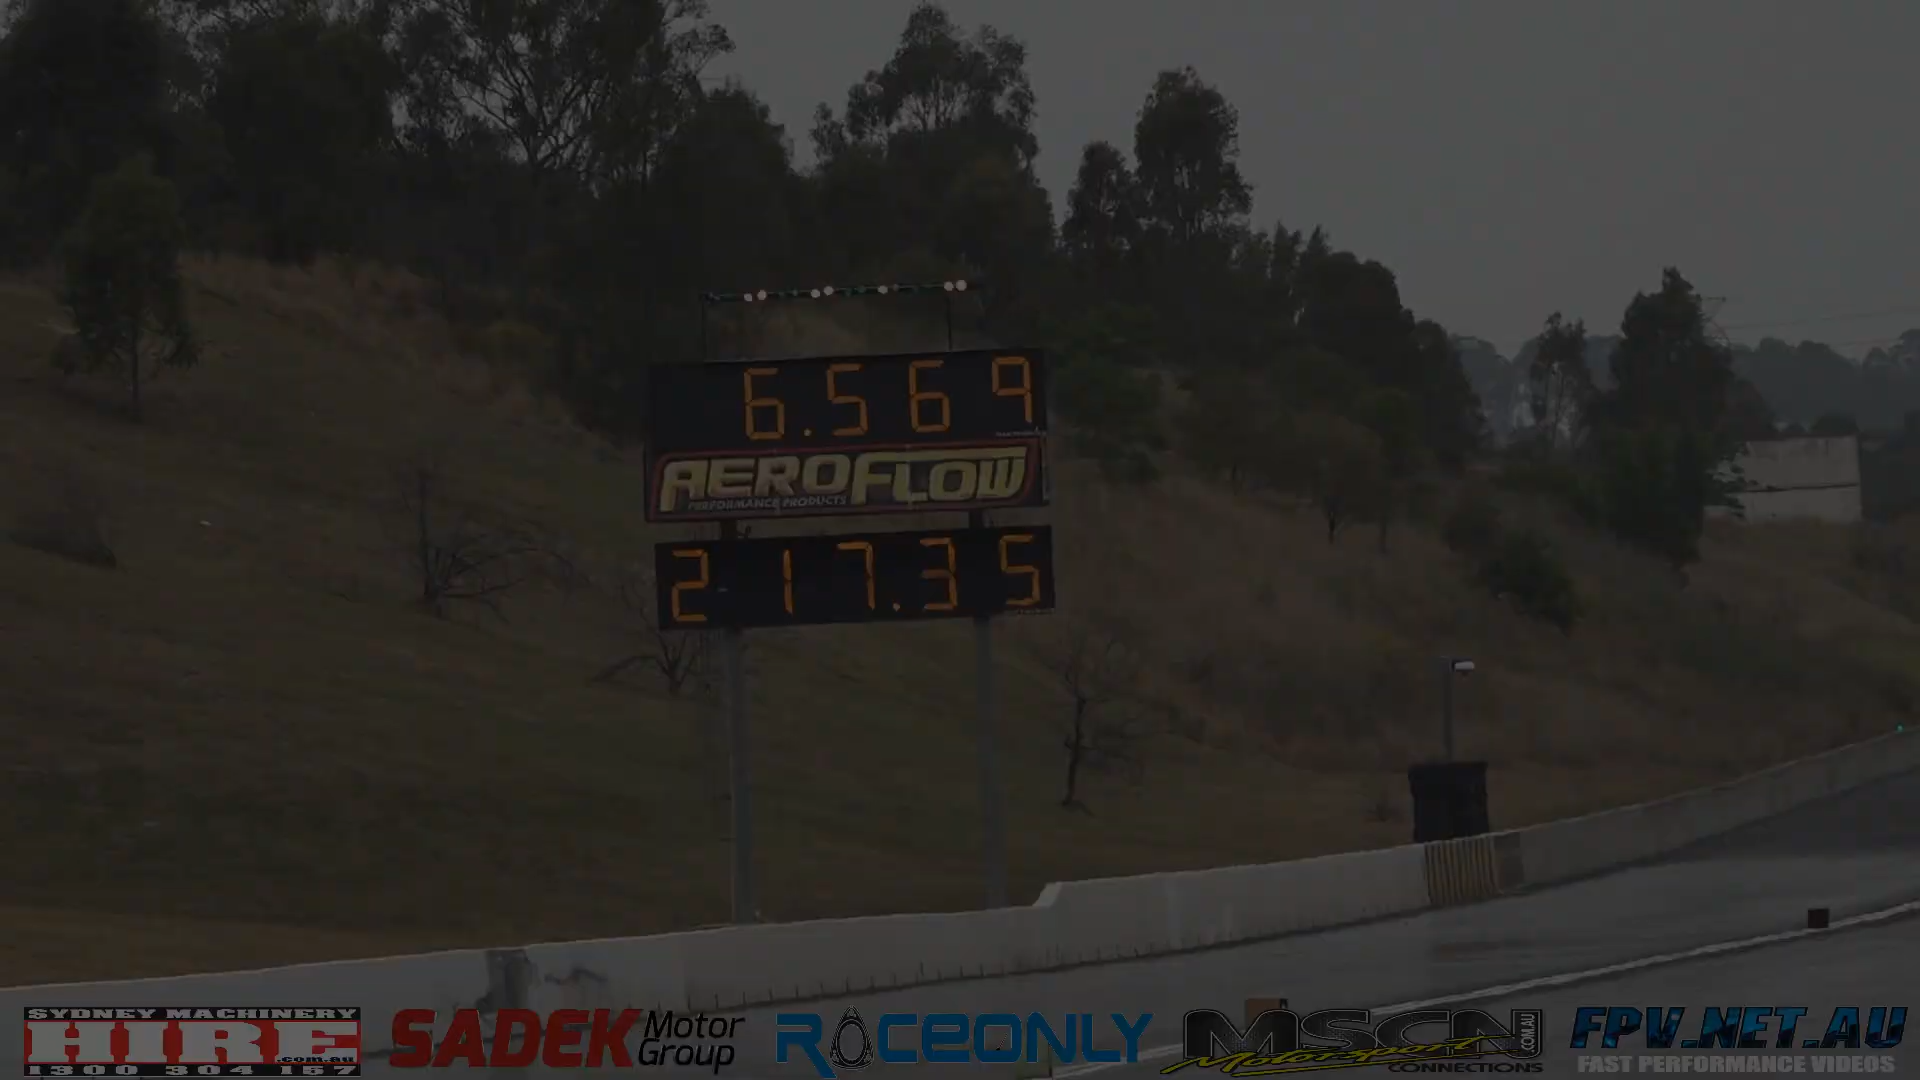 6.569
AEROFLOW
PERFORMANCE PRODUCTS
217.35
SYDNEY MACHINERY
HIRE
.com.au
1300 304 157
SADEK Motor Group
RACEONLY
MSCN
.COM.AU
Motorsport
CONNECTIONS
FPV.NET.AU
FAST PERFORMANCE VIDEOS